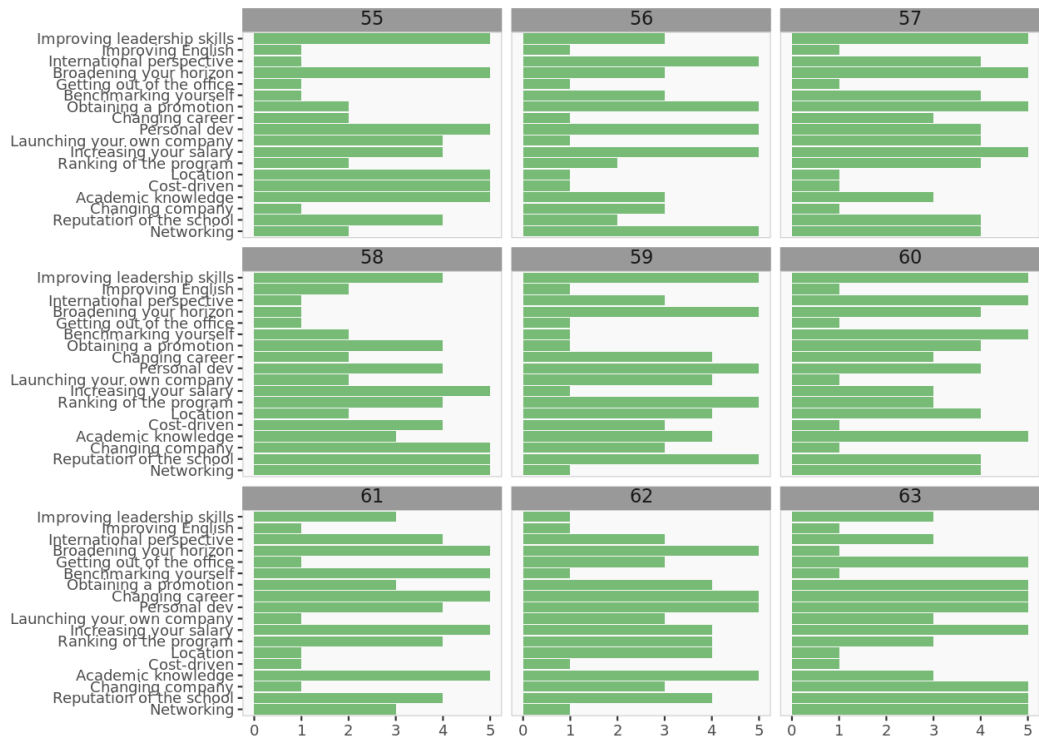 55 56 57
Improving leadership skills
Improving English
International perspective
Broadening your horizon
Getting out of the office
Benchmarking yourself
Obtaining a promotion
Changing career
Personal dev
Launching your own company
Increasing your salary
Ranking of the program
Location
Cost-driven
Academic knowledge
Changing company
Reputation of the school
Networking
58 59 60
Improving leadership skills
Improving English
International perspective
Broadening your horizon
Getting out of the office
Benchmarking yourself
Obtaining a promotion
Changing career
Personal dev
Launching your own company
Increasing your salary
Ranking of the program
Location
Cost-driven
Academic knowledge
Changing company
Reputation of the school
Networking
61 62 63
Improving leadership skills
Improving English
International perspective
Broadening your horizon
Getting out of the office
Benchmarking yourself
Obtaining a promotion
Changing career
Personal dev
Launching your own company
Increasing your salary
Ranking of the program
Location
Cost-driven
Academic knowledge
Changing company
Reputation of the school
Networking
0 1 2 3 4 5 0 1 2 3 4 5 0 1 2 3 4 5